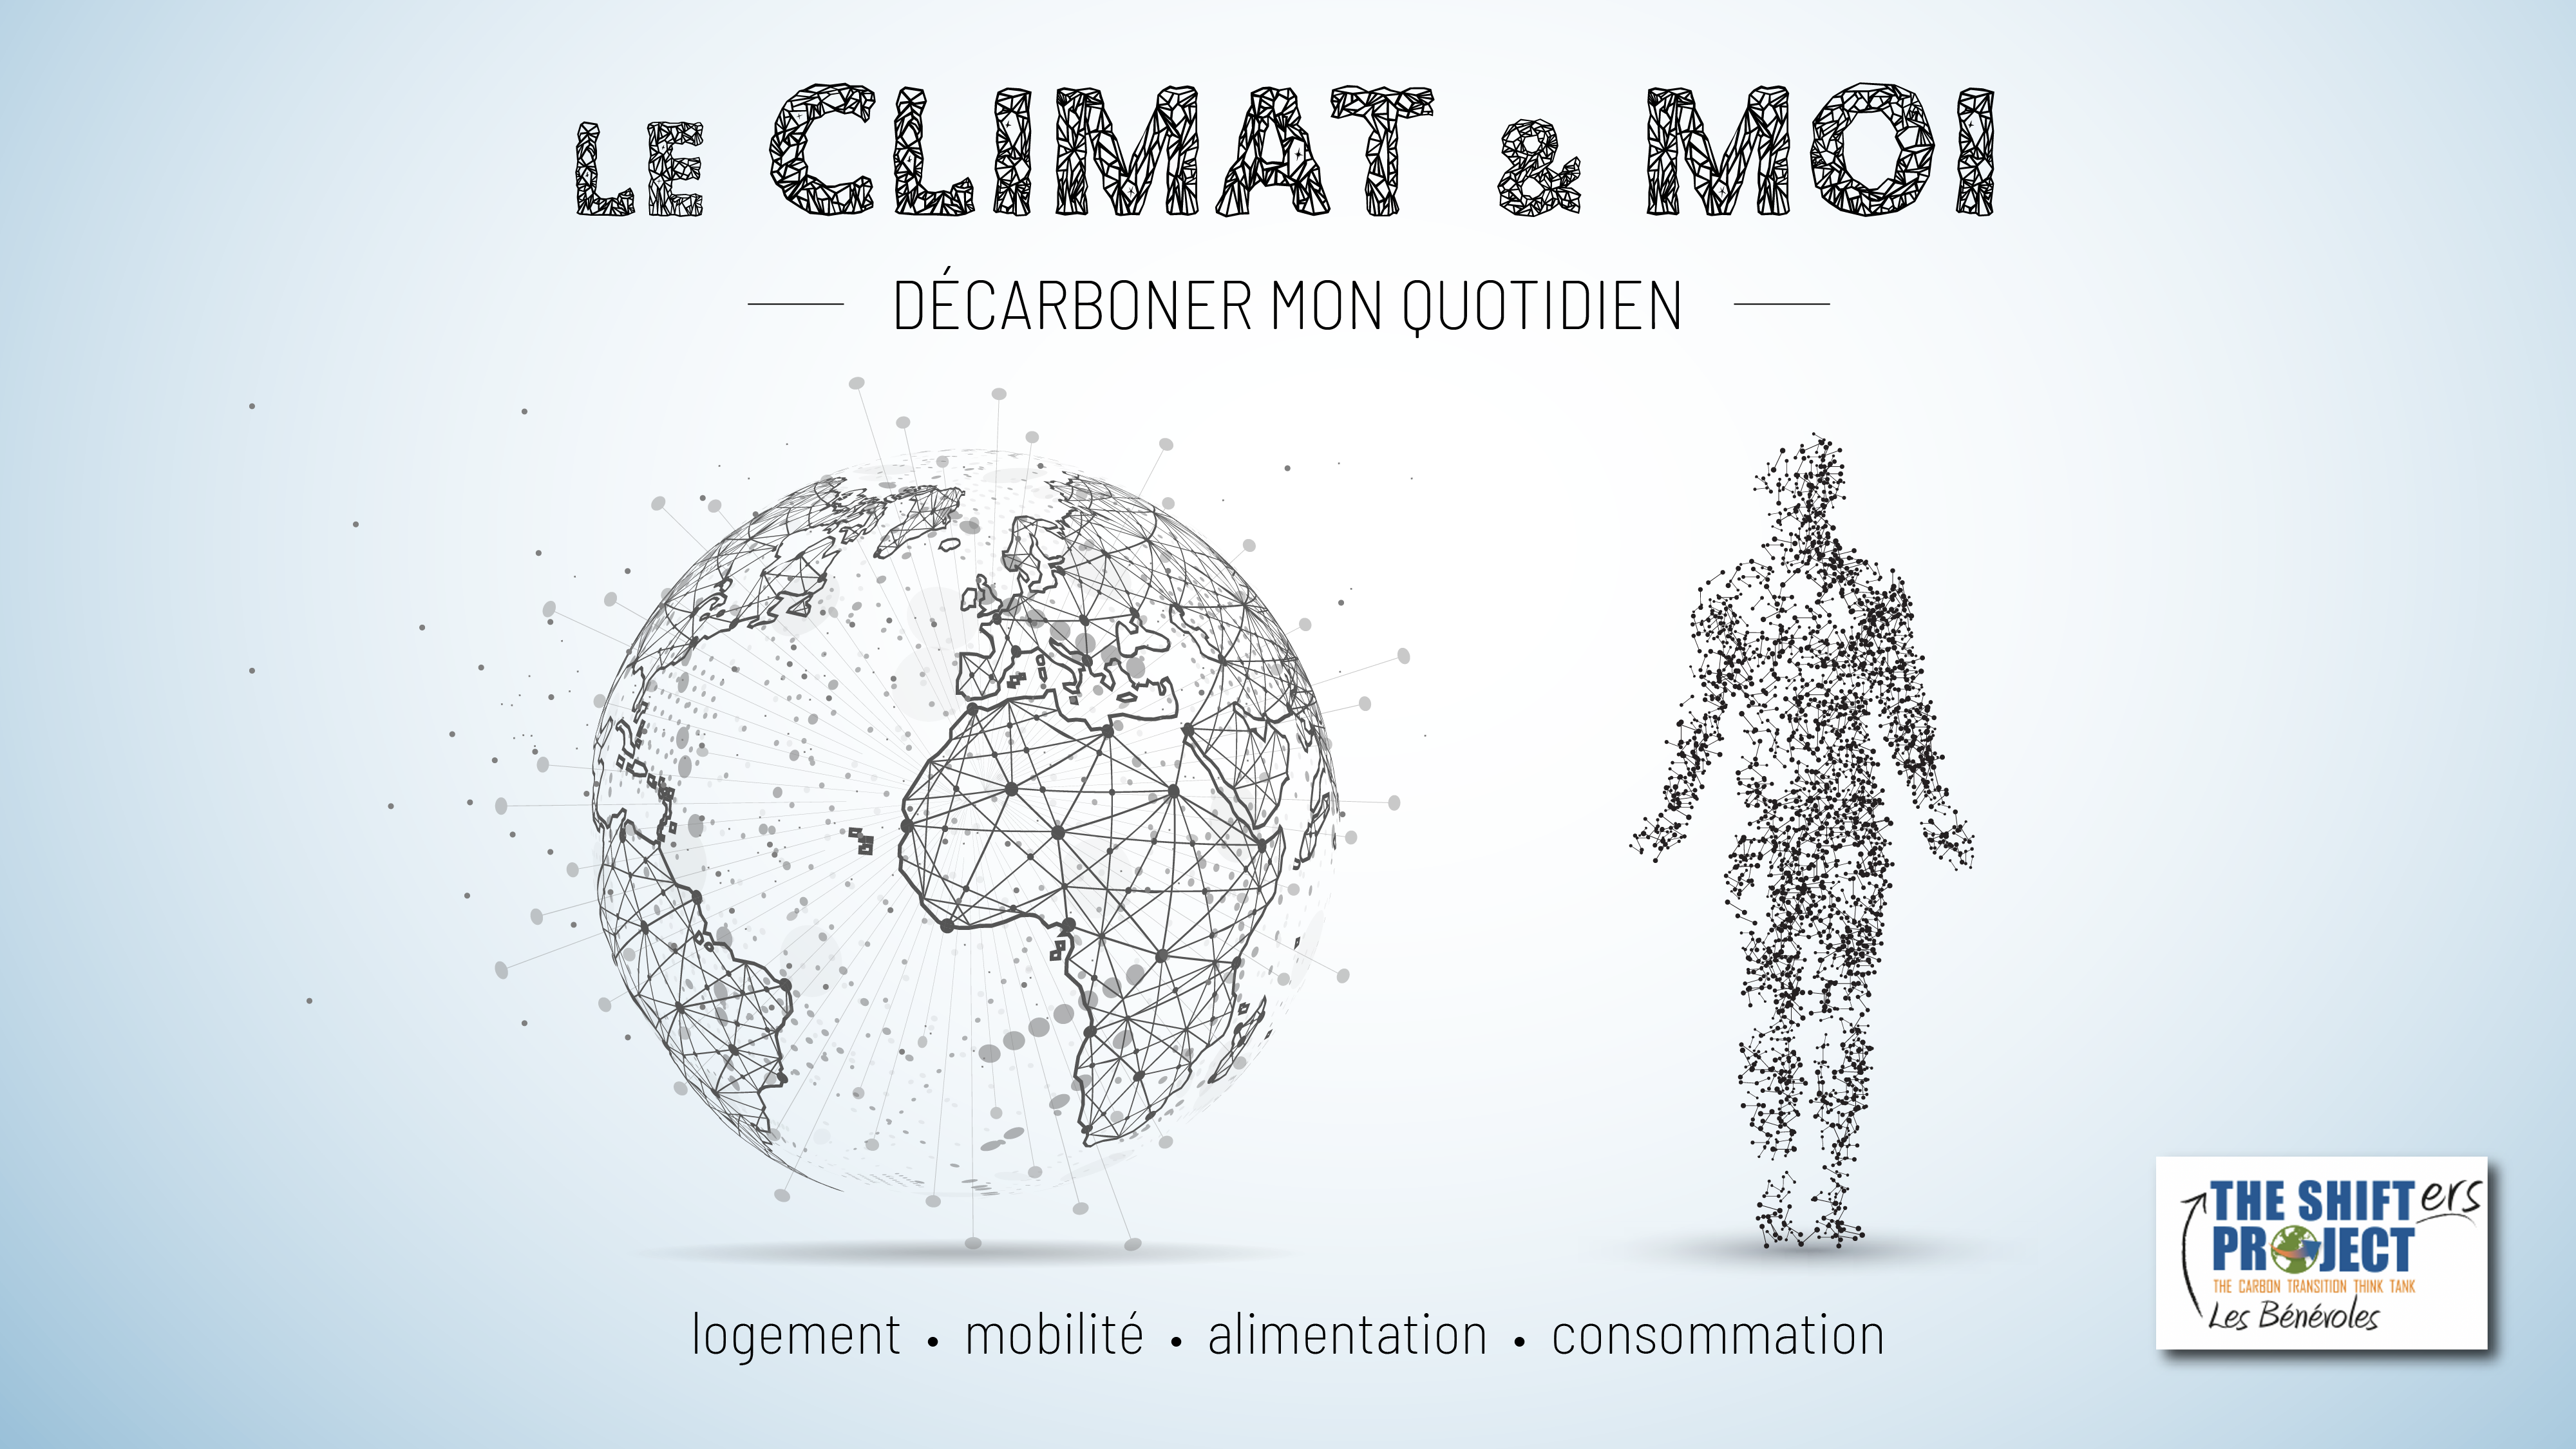 LE CLIMAT & MOI
DÉCARBONER MON QUOTIDIEN
logement • mobilité • alimentation • consommation
THE SHIFTers
PROJECT
THE CARBON TRANSITION THINK TANK
Les Bénévoles